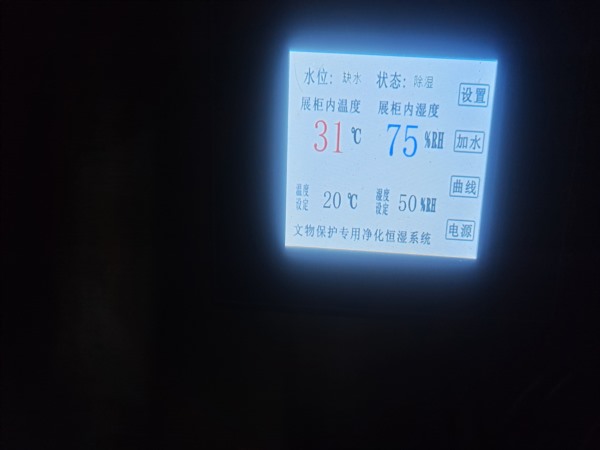 水位: 缺水 状态: 除湿 设置
展柜内温度 展柜内湿度
31℃ 75%RH 加水
温度设定 20℃ 湿度设定 50%RH 曲线
文物保护专用净化恒湿系统 电源